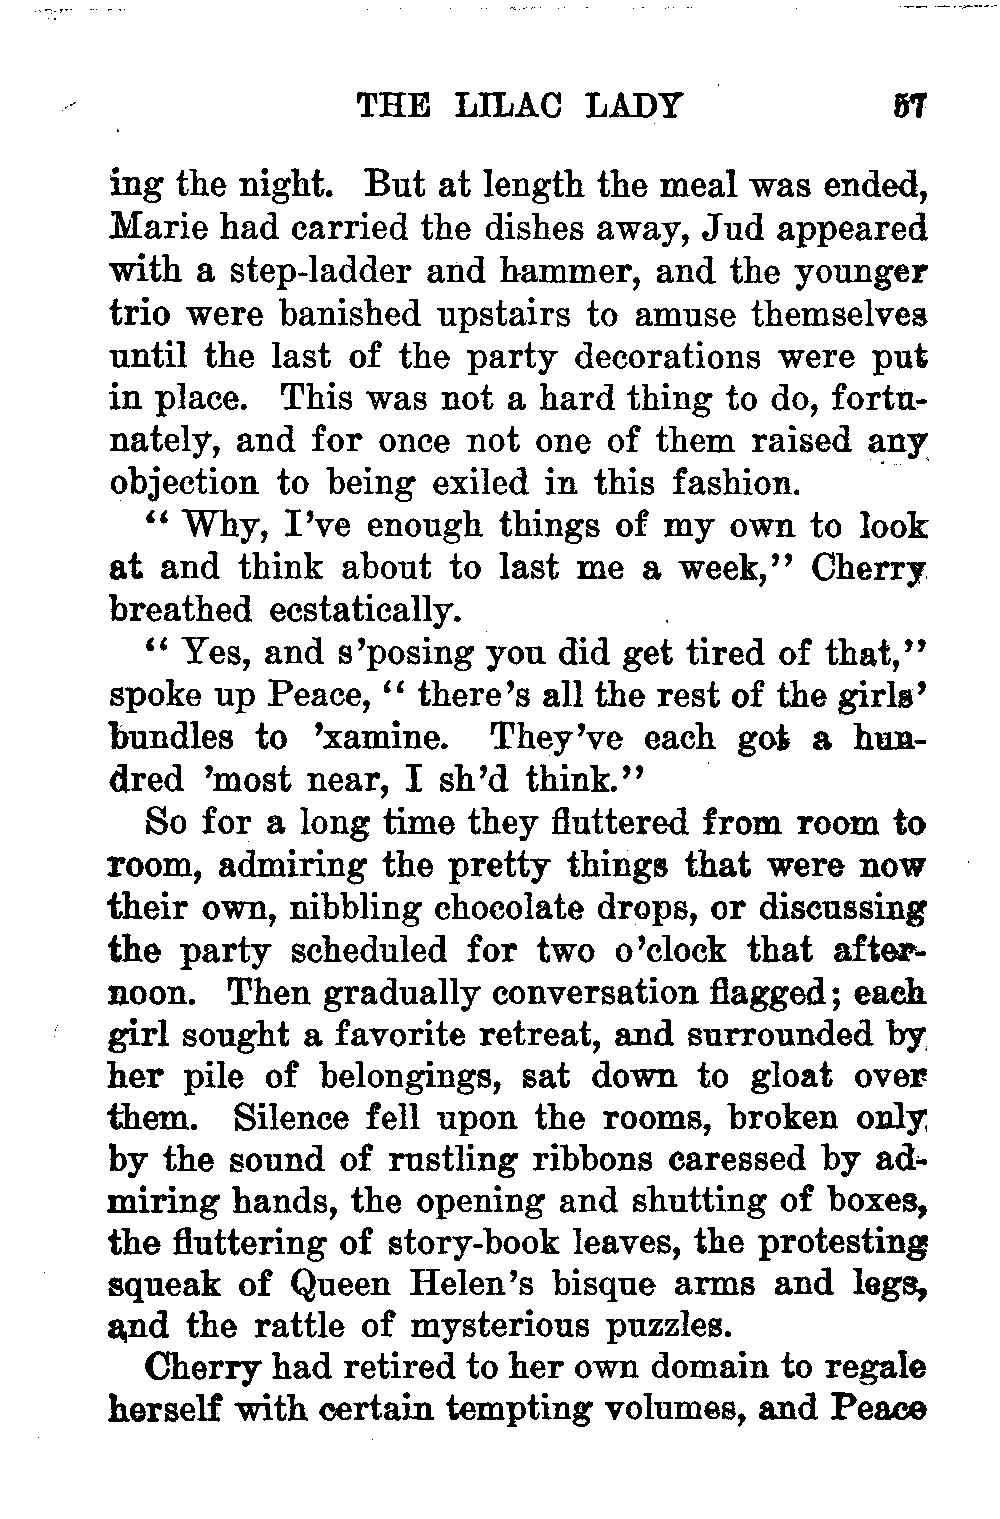 THE LILAC LADY 57
ing the night. But at length the meal was ended,
Marie had carried the dishes away, Jud appeared
with a step-ladder and hammer, and the younger
trio were banished upstairs to amuse themselves
until the last of the party decorations were put
in place. This was not a hard thing to do, fortu-
nately, and for once not one of them raised any
objection to being exiled in this fashion.
“ Why, I’ve enough things of my own to look
at and think about to last me a week,” Cherry
breathed ecstatically.
“ Yes, and s’posing you did get tired of that,”
spoke up Peace, “ there’s all the rest of the girls’
bundles to ’xamine. They’ve each got a hun-
dred ’most near, I sh’d think.”
So for a long time they fluttered from room to
room, admiring the pretty things that were now
their own, nibbling chocolate drops, or discussing
the party scheduled for two o’clock that after-
noon. Then gradually conversation flagged; each
girl sought a favorite retreat, and surrounded by
her pile of belongings, sat down to gloat over
them. Silence fell upon the rooms, broken only
by the sound of rustling ribbons caressed by ad-
miring hands, the opening and shutting of boxes,
the fluttering of story-book leaves, the protesting
squeak of Queen Helen’s bisque arms and legs,
and the rattle of mysterious puzzles.
Cherry had retired to her own domain to regale
herself with certain tempting volumes, and Peace